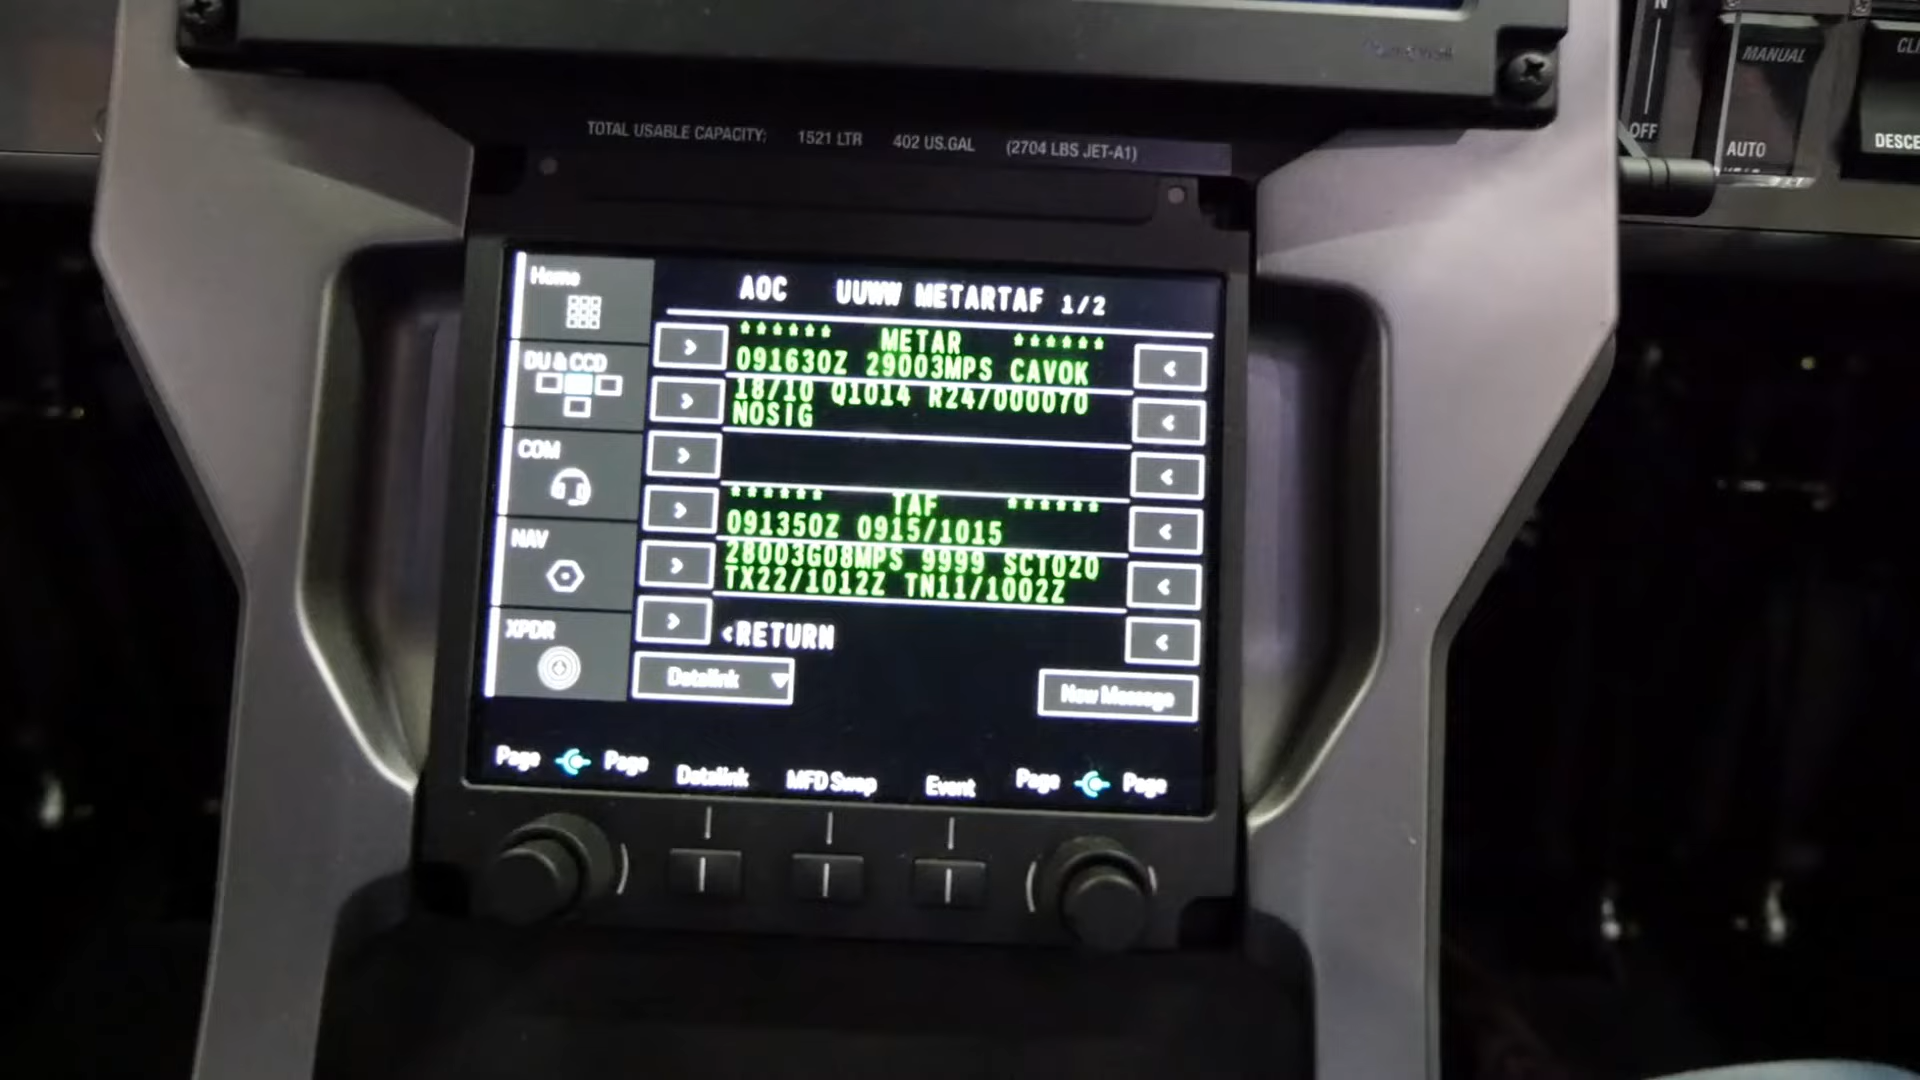 Honeywell
N
OFF
MANUAL
AUTO
DESCE
TOTAL USABLE CAPACITY: 1521 LTR 402 US.GAL (2704 LBS JET-A1)
Home
DU & CCD
COM
NAV
XPDR
AOC UUWW METARTAF 1/2
****** METAR ******
091630Z 29003MPS CAVOK
18/10 Q1014 R24/000070
NOSIG
****** TAF ******
091350Z 0915/1015
28003G08MPS 9999 SCT020
TX22/1012Z TN11/1002Z
<RETURN
Datalink
New Message
Page Page Datalink MFD Swap Event Page Page